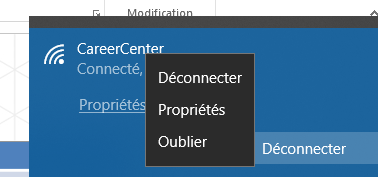 Modification
CareerCenter
Connecté,
Déconnecter
Propriétés
Propriétés
Oublier
Déconnecter